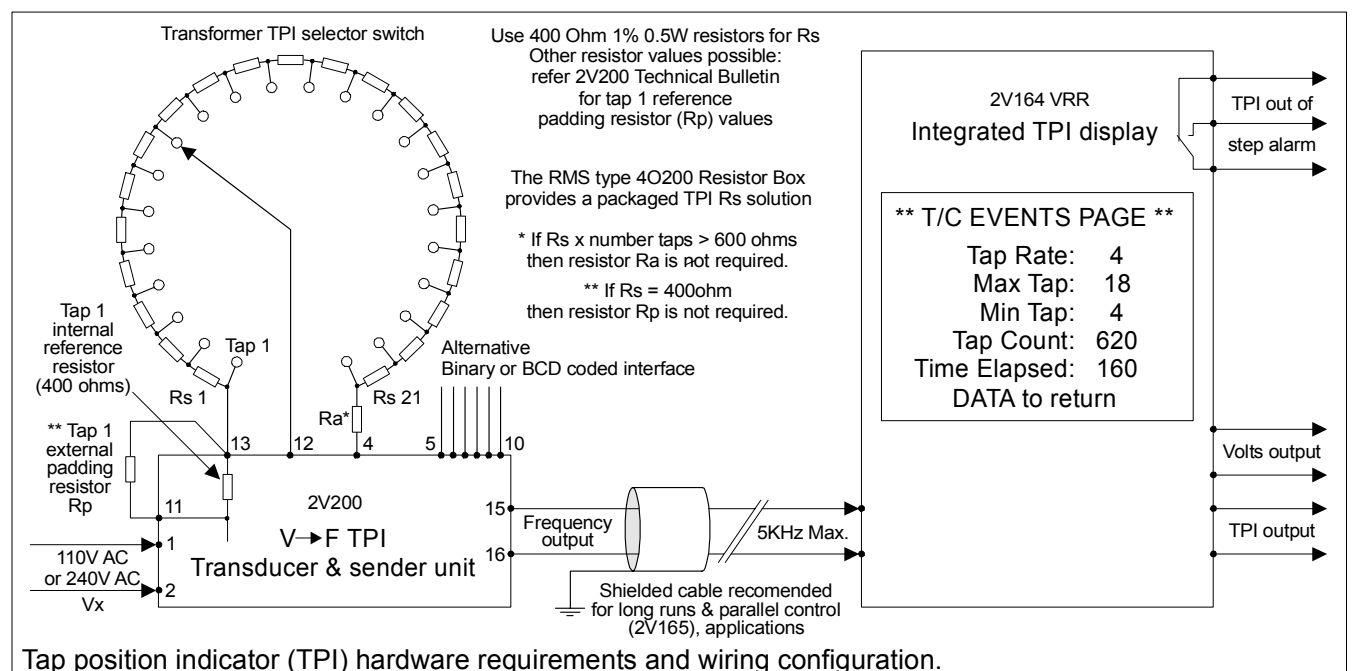 Transformer TPI selector switch
Use 400 Ohm 1% 0.5W resistors for Rs
Other resistor values possible:
refer 2V200 Technical Bulletin
for tap 1 reference
padding resistor (Rp) values
The RMS type 4O200 Resistor Box
provides a packaged TPI Rs solution
* If Rs x number taps > 600 ohms
then resistor Ra is not required.
** If Rs = 400ohm
then resistor Rp is not required.
2V164 VRR
Integrated TPI display
TPI out of
step alarm
** T/C EVENTS PAGE **
Tap Rate: 4
Max Tap: 18
Min Tap: 4
Tap Count: 620
Time Elapsed: 160
DATA to return
Tap 1
internal
reference
resistor
(400 ohms)
Tap 1
Rs 1
Rs 21
Ra*
Alternative
Binary or BCD coded interface
** Tap 1
external
padding
resistor
Rp
13
12
4
5
10
11
1
2
15
16
2V200
V→F TPI
Transducer & sender unit
110V AC
or 240V AC
Vx
Frequency
output
5KHz Max.
Shielded cable recomended
for long runs & parallel control
(2V165), applications
Volts output
TPI output
Tap position indicator (TPI) hardware requirements and wiring configuration.